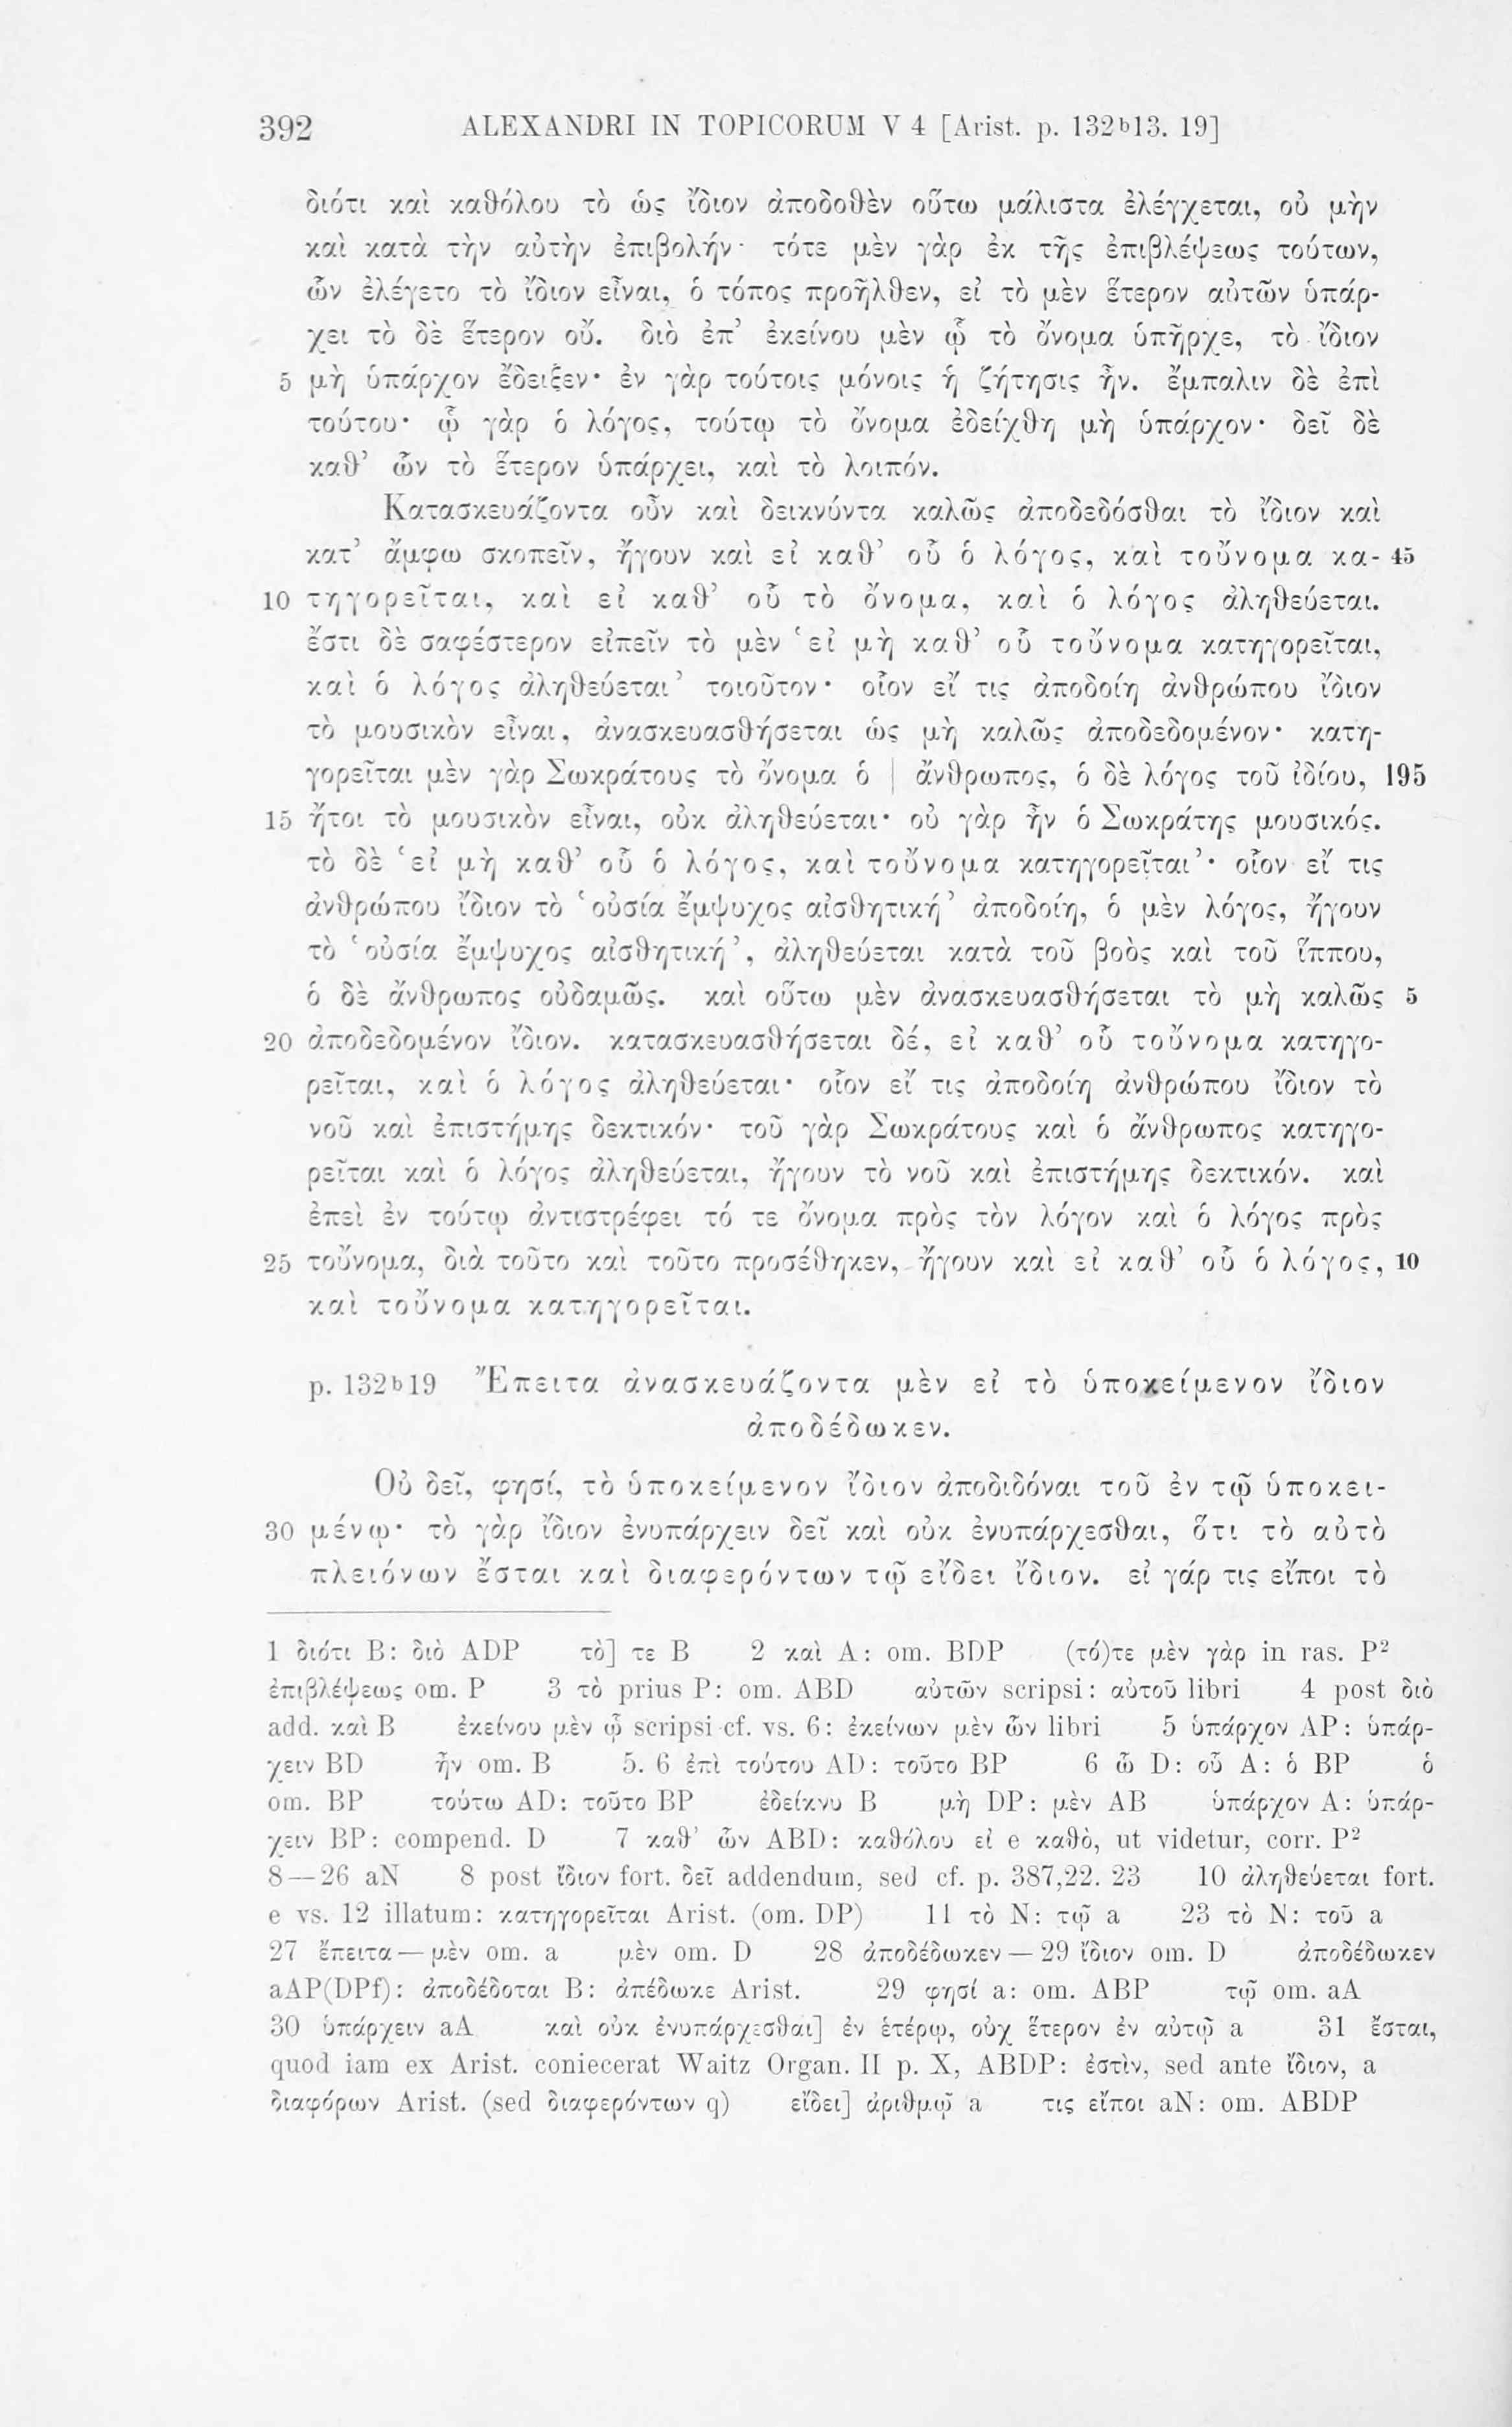 392 ALEXANDRI IN TOPICORUM V 4 [Arist. p. 132b13. 19]
διότι καὶ καθόλου τὸ ὡς ἴδιον ἀποδοθὲν οὕτω μάλιστα ἐλέγχεται, οὐ μὴν
καὶ κατὰ τὴν αὐτὴν ἐπιβολήν· τότε μὲν γὰρ ἐκ τῆς ἐπιβλέψεως τούτων,
ὧν ἐλέγετο τὸ ἴδιον εἶναι, ὁ τόπος προῆλθεν, εἰ τὸ μὲν ἕτερον αὐτῶν ὑπάρ-
χει τὸ δὲ ἕτερον οὔ. διὸ ἐπ’ ἐκείνου μὲν ᾧ τὸ ὄνομα ὑπῆρχε, τὸ ἴδιον
5 μὴ ὑπάρχον ἔδειξεν· ἐν γὰρ τούτοις μόνοις ἡ ζήτησις ἦν. ἔμπαλιν δὲ ἐπὶ
τούτου· ᾧ γὰρ ὁ λόγος, τούτῳ τὸ ὄνομα ἐδείχθη μὴ ὑπάρχον· δεῖ δὲ
καθ’ ὧν τὸ ἕτερον ὑπάρχει, καὶ τὸ λοιπόν.
Κατασκευάζοντα οὖν καὶ δεικνύντα καλῶς ἀποδεδόσθαι τὸ ἴδιον καὶ
κατ’ ἄμφω σκοπεῖν, ἤγουν καὶ εἰ καθ’ οὗ ὁ λόγος, καὶ τοὔνομα κα- 45
10 τηγορεῖται, καὶ εἰ καθ’ οὗ τὸ ὄνομα, καὶ ὁ λόγος ἀληθεύεται.
ἔστι δὲ σαφέστερον εἰπεῖν τὸ μὲν ‘εἰ μὴ καθ’ οὗ τοὔνομα κατηγορεῖται,
καὶ ὁ λόγος ἀληθεύεται’ τοιοῦτον· οἷον εἴ τις ἀποδοίη ἀνθρώπου ἴδιον
τὸ μουσικὸν εἶναι, ἀνασκευασθήσεται ὡς μὴ καλῶς ἀποδεδομένον· κατη-
γορεῖται μὲν γὰρ Σωκράτους τὸ ὄνομα ὁ | ἄνθρωπος, ὁ δὲ λόγος τοῦ ἰδίου, 195
15 ἤτοι τὸ μουσικὸν εἶναι, οὐκ ἀληθεύεται· οὐ γὰρ ἦν ὁ Σωκράτης μουσικός.
τὸ δὲ ‘εἰ μὴ καθ’ οὗ ὁ λόγος, καὶ τοὔνομα κατηγορεῖται’· οἷον εἴ τις
ἀνθρώπου ἴδιον τὸ ‘οὐσία ἔμψυχος αἰσθητική’ ἀποδοίη, ὁ μὲν λόγος, ἤγουν
τὸ ‘οὐσία ἔμψυχος αἰσθητική’, ἀληθεύεται κατὰ τοῦ βοὸς καὶ τοῦ ἵππου,
ὁ δὲ ἄνθρωπος οὐδαμῶς. καὶ οὕτω μὲν ἀνασκευασθήσεται τὸ μὴ καλῶς 5
20 ἀποδεδομένον ἴδιον. κατασκευασθήσεται δέ, εἰ καθ’ οὗ τοὔνομα κατηγο-
ρεῖται, καὶ ὁ λόγος ἀληθεύεται· οἷον εἴ τις ἀποδοίη ἀνθρώπου ἴδιον τὸ
νοῦ καὶ ἐπιστήμης δεκτικόν· τοῦ γὰρ Σωκράτους καὶ ὁ ἄνθρωπος κατηγο-
ρεῖται καὶ ὁ λόγος ἀληθεύεται, ἤγουν τὸ νοῦ καὶ ἐπιστήμης δεκτικόν. καὶ
ἐπεὶ ἐν τούτῳ ἀντιστρέφει τό τε ὄνομα πρὸς τὸν λόγον καὶ ὁ λόγος πρὸς
25 τοὔνομα, διὰ τοῦτο καὶ τοῦτο προσέθηκεν, ἤγουν καὶ εἰ καθ’ οὗ ὁ λόγος, 10
καὶ τοὔνομα κατηγορεῖται.
p. 132b19 Ἔπειτα ἀνασκευάζοντα μὲν εἰ τὸ ὑποκείμενον ἴδιον
ἀποδέδωκεν.
Οὐ δεῖ, φησί, τὸ ὑποκείμενον ἴδιον ἀποδιδόναι τοῦ ἐν τῷ ὑποκει-
30 μένῳ· τὸ γὰρ ἴδιον ἐνυπάρχειν δεῖ καὶ οὐκ ἐνυπάρχεσθαι, ὅτι τὸ αὐτὸ
πλειόνων ἔσται καὶ διαφερόντων τῷ εἴδει ἴδιον. εἰ γάρ τις εἴποι τὸ
1 διότι B: διὸ ADP τὸ] τε B 2 καὶ A: om. BDP (τό)τε μὲν γὰρ in ras. P²
ἐπιβλέψεως om. P 3 τὸ prius P: om. ABD αὐτῶν scripsi: αὐτοῦ libri 4 post διὸ
add. καὶ B ἐκείνου μὲν ᾧ scripsi cf. vs. 6: ἐκείνων μὲν ὧν libri 5 ὑπάρχον AP: ὑπάρ-
χειν BD ἦν om. B 5. 6 ἐπὶ τούτου AD: τοῦτο BP 6 ᾧ D: οὗ A: ὁ BP ὁ
om. BP τούτω AD: τοῦτο BP ἐδείκνυ B μὴ DP: μὲν AB ὑπάρχον A: ὑπάρ-
χειν BP: compend. D 7 καθ’ ὧν ABD: καθόλου εἰ e καθὸ, ut videtur, corr. P²
8—26 aN 8 post ἴδιον fort. δεῖ addendum, sed cf. p. 387,22. 23 10 ἀληθεύεται fort.
e vs. 12 illatum: κατηγορεῖται Arist. (om. DP) 11 τὸ N: τῷ a 23 τὸ N: τοῦ a
27 ἔπειτα — μὲν om. a μὲν om. D 28 ἀποδέδωκεν — 29 ἴδιον om. D ἀποδέδωκεν
aAP(DPf): ἀποδέδοται B: ἀπέδωκε Arist. 29 φησί a: om. ABP τῷ om. aA
30 ὑπάρχειν aA καὶ οὐκ ἐνυπάρχεσθαι] ἐν ἑτέρῳ, οὐχ ἕτερον ἐν αὐτῷ a 31 ἔσται,
quod iam ex Arist. coniecerat Waitz Organ. II p. X, ABDP: ἐστὶν, sed ante ἴδιον, a
διαφόρων Arist. (sed διαφερόντων q) εἴδει] ἀριθμῷ a τις εἴποι aN: om. ABDP